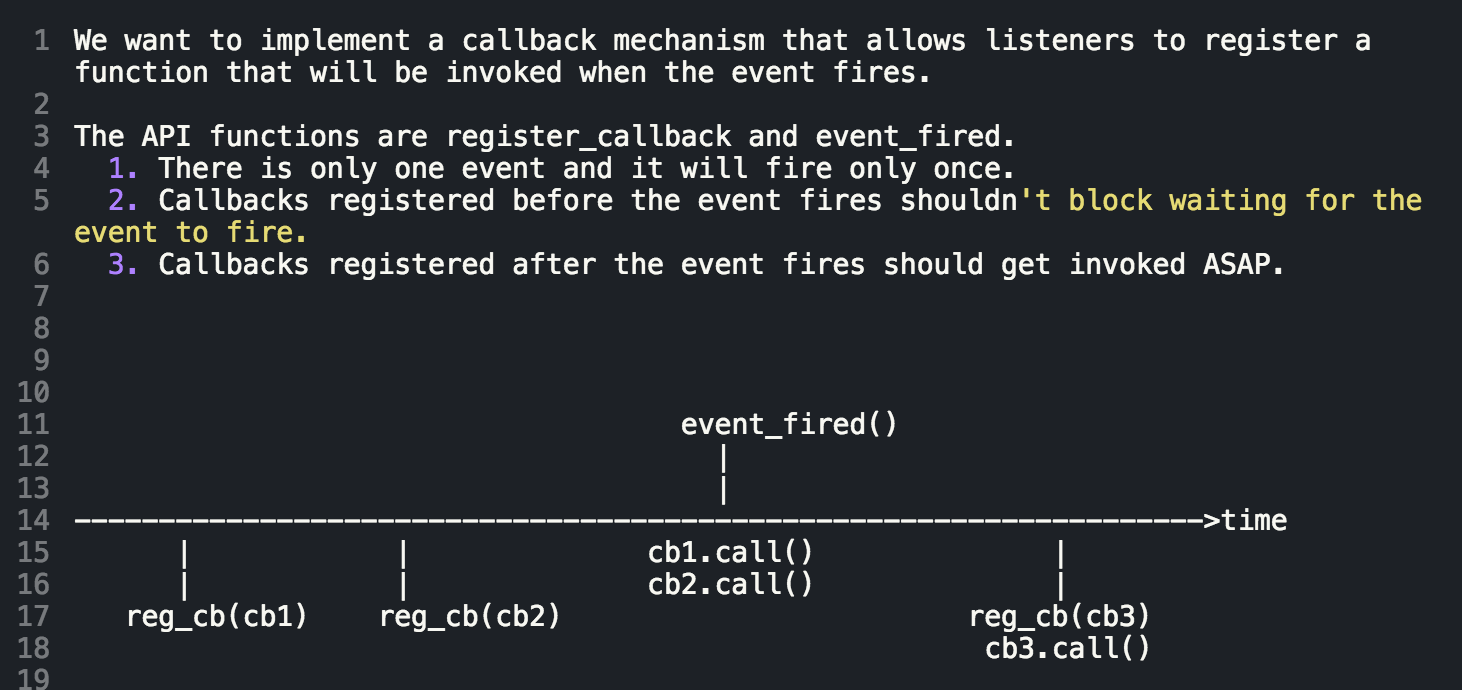 1 We want to implement a callback mechanism that allows listeners to register a
function that will be invoked when the event fires.
2
3 The API functions are register_callback and event_fired.
4   1. There is only one event and it will fire only once.
5   2. Callbacks registered before the event fires shouldn't block waiting for the
event to fire.
6   3. Callbacks registered after the event fires should get invoked ASAP.
7
8
9
10
11                                     event_fired()
12                                       |
13                                       |
14 ------------------------------------------------------------------->time
15       |            |              cb1.call()              |
16       |            |              cb2.call()              |
17    reg_cb(cb1)    reg_cb(cb2)                        reg_cb(cb3)
18                                                       cb3.call()
19